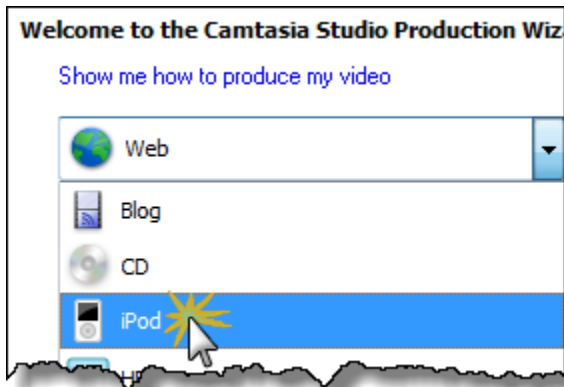 Welcome to the Camtasia Studio Production Wiz
Show me how to produce my video
Web
Blog
CD
iPod